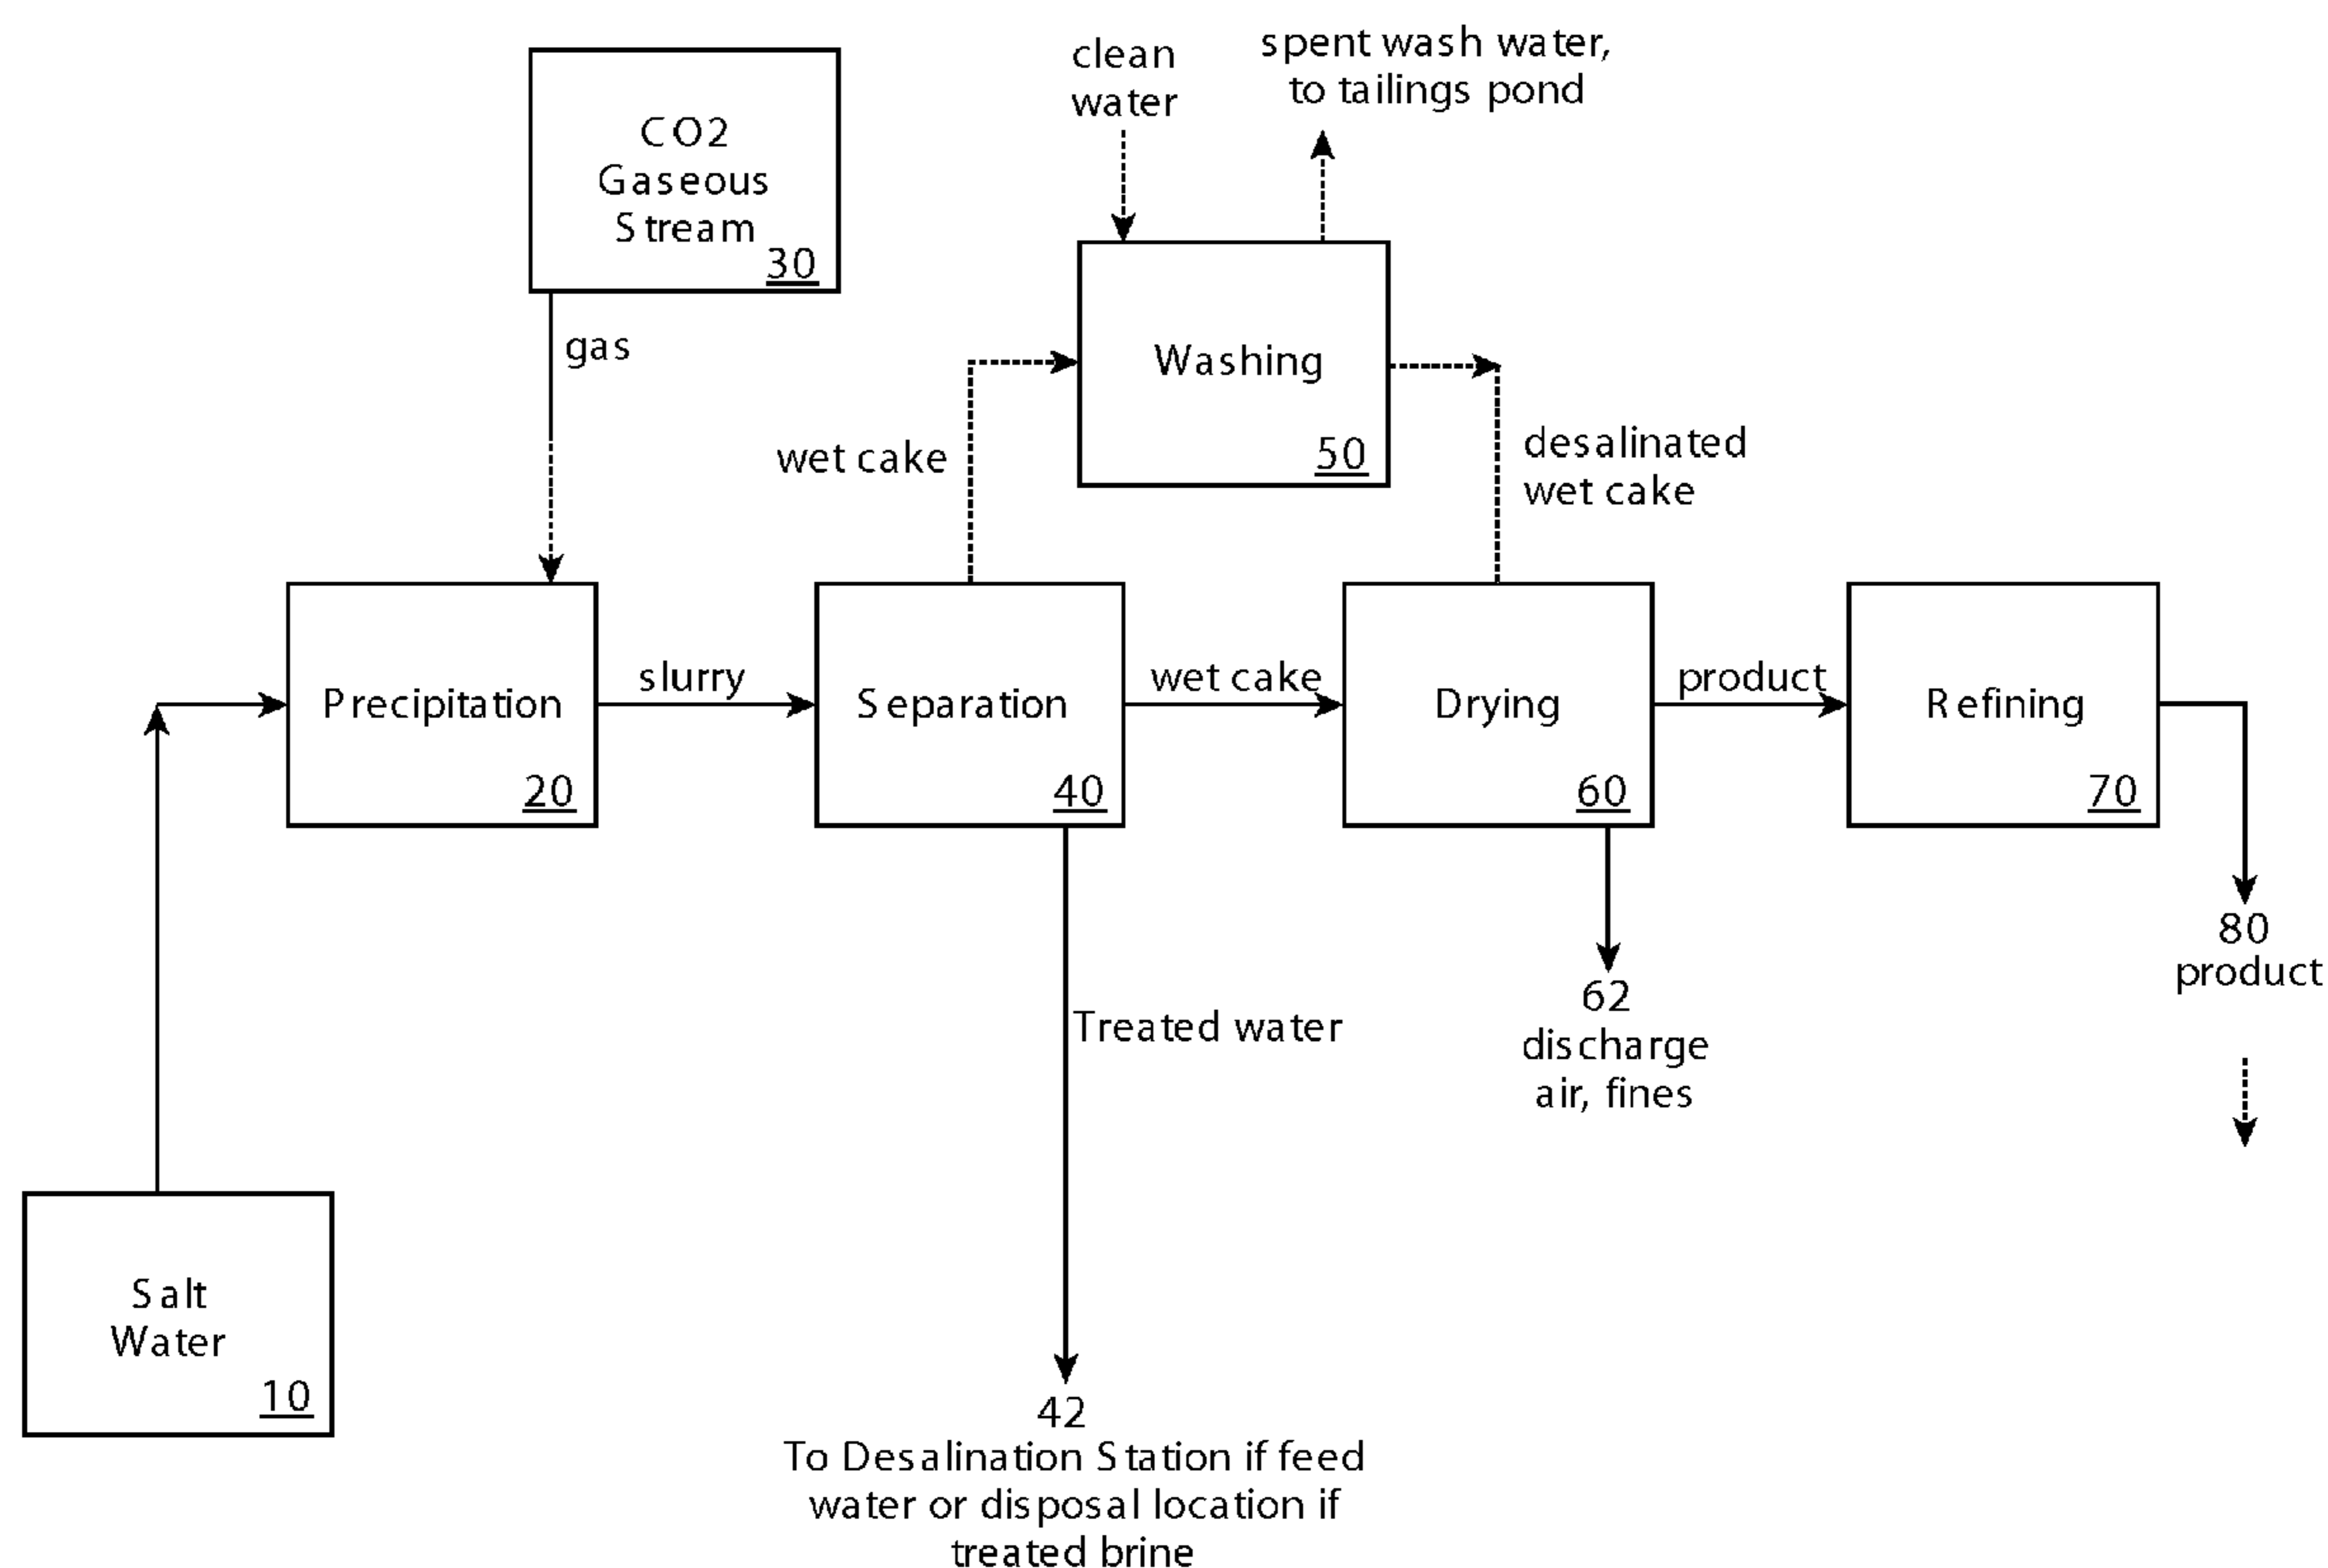 CO2
Gaseous
Stream
30
clean
water
spent wash water,
to tailings pond
gas
Washing
50
wet cake
desalinated
wet cake
Precipitation
20
slurry
Separation
40
wet cake
Drying
60
product
Refining
70
80
product
62
discharge
air, fines
Treated water
Salt
Water
10
42
To Desalination Station if feed
water or disposal location if
treated brine